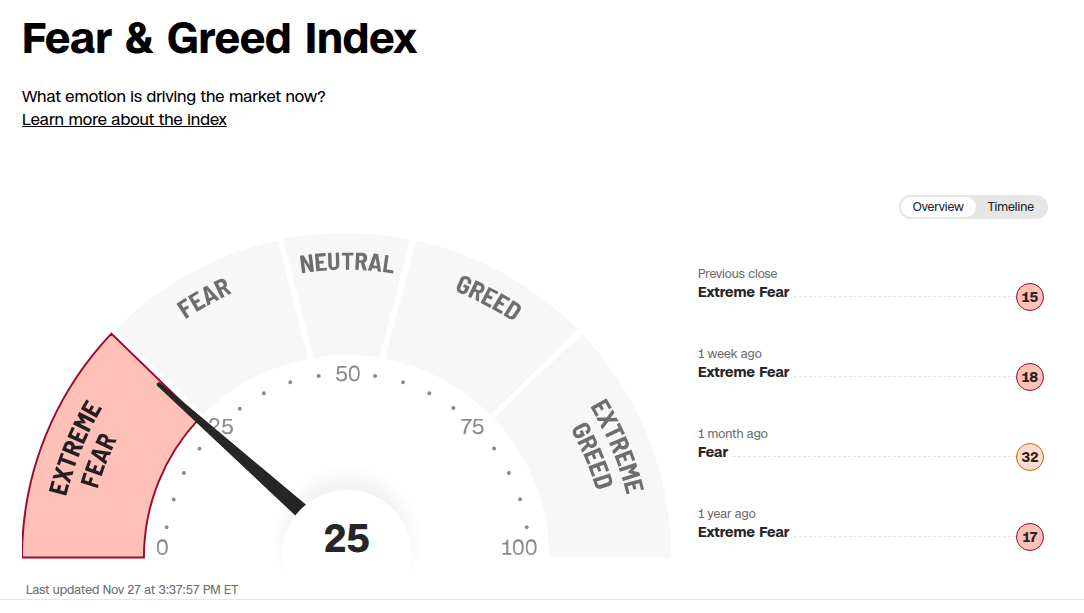 Fear & Greed Index
What emotion is driving the market now?
Learn more about the index
Overview
Timeline
EXTREME
FEAR
FEAR
NEUTRAL
GREED
EXTREME
GREED
0
25
50
75
100
25
Last updated Nov 27 at 3:37:57 PM ET
Previous close
Extreme Fear
15
1 week ago
Extreme Fear
18
1 month ago
Fear
32
1 year ago
Extreme Fear
17